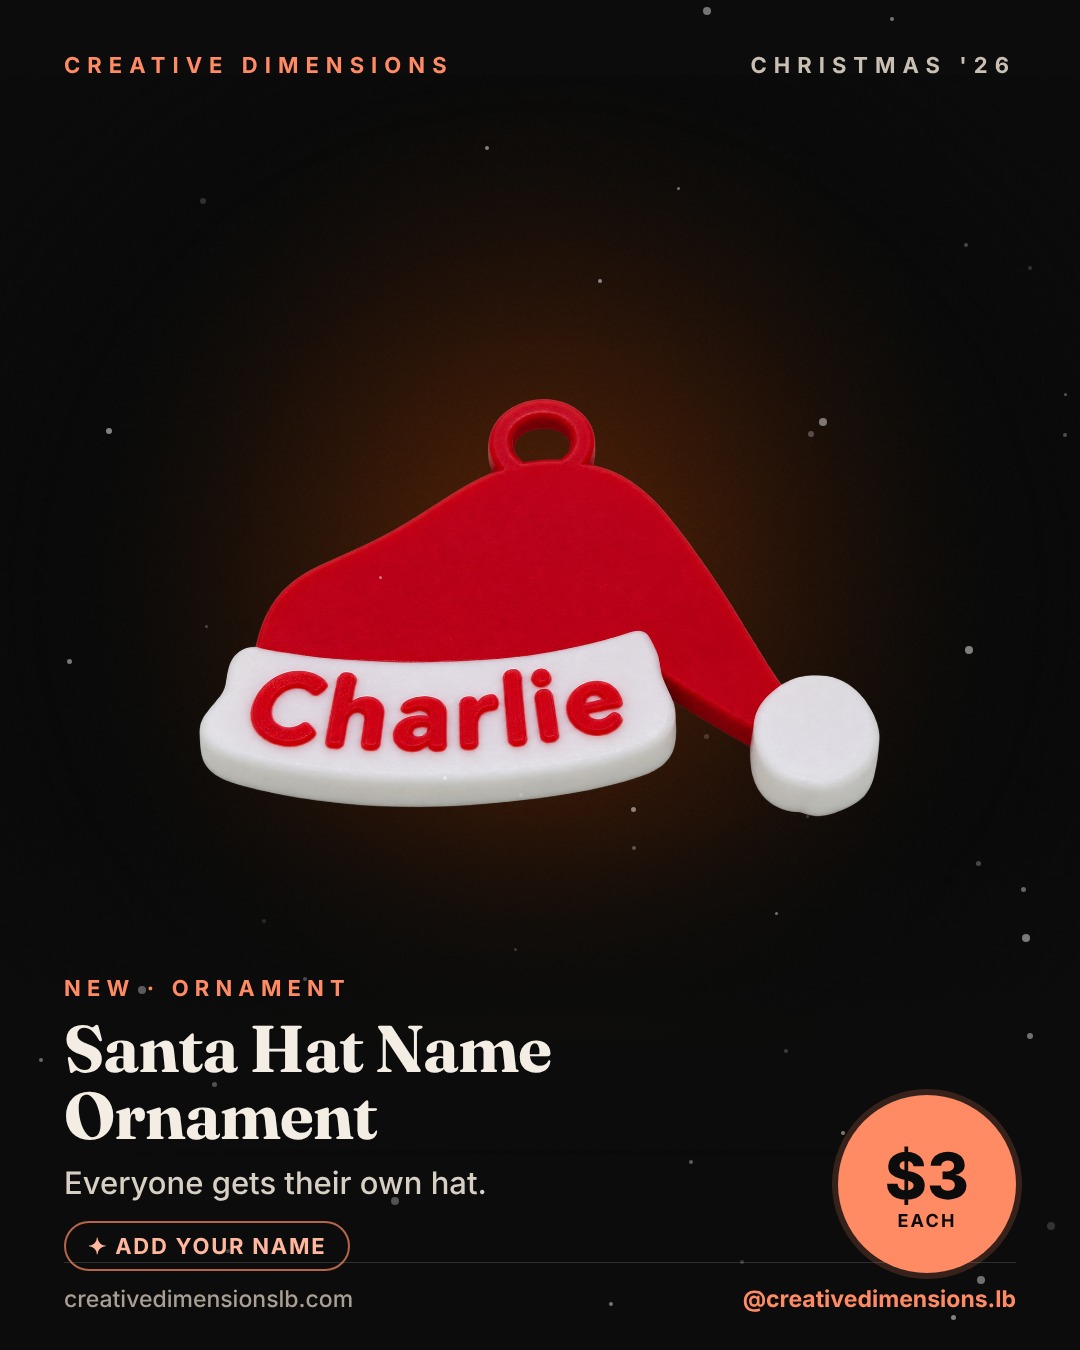 CREATIVE DIMENSIONS
CHRISTMAS '26
Charlie
NEW · ORNAMENT
Santa Hat Name
Ornament
Everyone gets their own hat.
✦ ADD YOUR NAME
$3
EACH
creativedimensionslb.com
@creativedimensions.lb